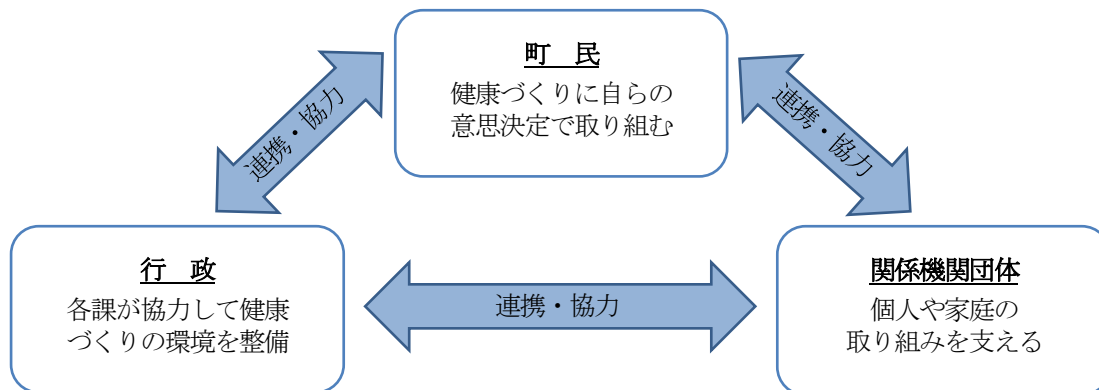 町　民
健康づくりに自らの
意思決定で取り組む
連携・協力
連携・協力
行　政
各課が協力して健康
づくりの環境を整備
連携・協力
関係機関団体
個人や家庭の
取り組みを支える